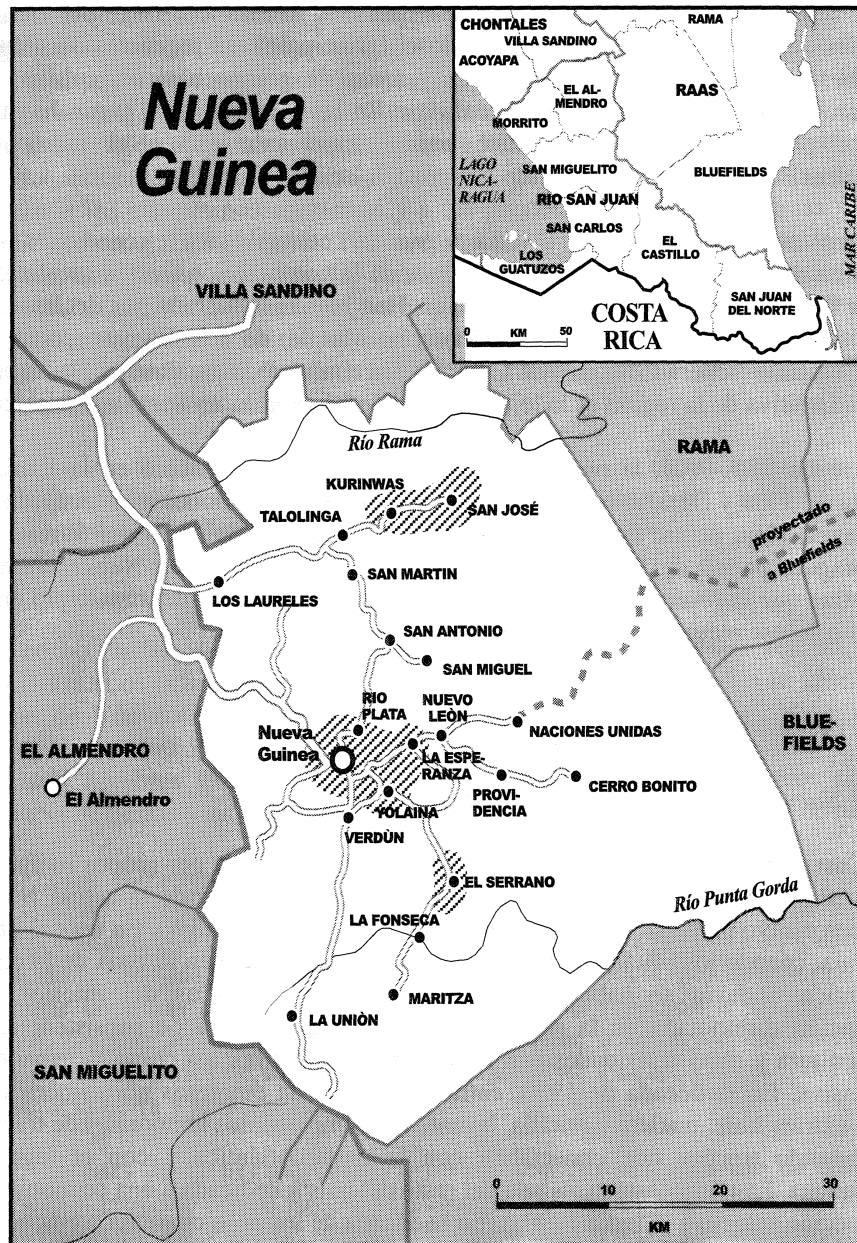 Nueva
Guinea
CHONTALES
VILLA SANDINO
ACOYAPA
RAMA
EL AL-
MENDRO
RAAS
MORRITO
LAGO
NICA-
RAGUA
SAN MIGUELITO
BLUEFIELDS
RIO SAN JUAN
SAN CARLOS
EL
CASTILLO
MAR CARIBE
LOS
GUATUZOS
SAN JUAN
DEL NORTE
COSTA
RICA
0 KM 50
VILLA SANDINO
Río Rama
RAMA
KURINWAS
SAN JOSÉ
TALOLINGA
proyectado
a Bluefields
SAN MARTIN
LOS LAURELES
SAN ANTONIO
SAN MIGUEL
RIO
PLATA
NUEVO
LEÒN
NACIONES UNIDAS
Nueva
Guinea
LA ESPE-
RANZA
BLUE-
FIELDS
EL ALMENDRO
El Almendro
PROVI-
DENCIA
CERRO BONITO
YOLAINA
VERDÙN
EL SERRANO
Río Punta Gorda
LA FONSECA
MARITZA
LA UNIÒN
SAN MIGUELITO
0 10 20 30
KM